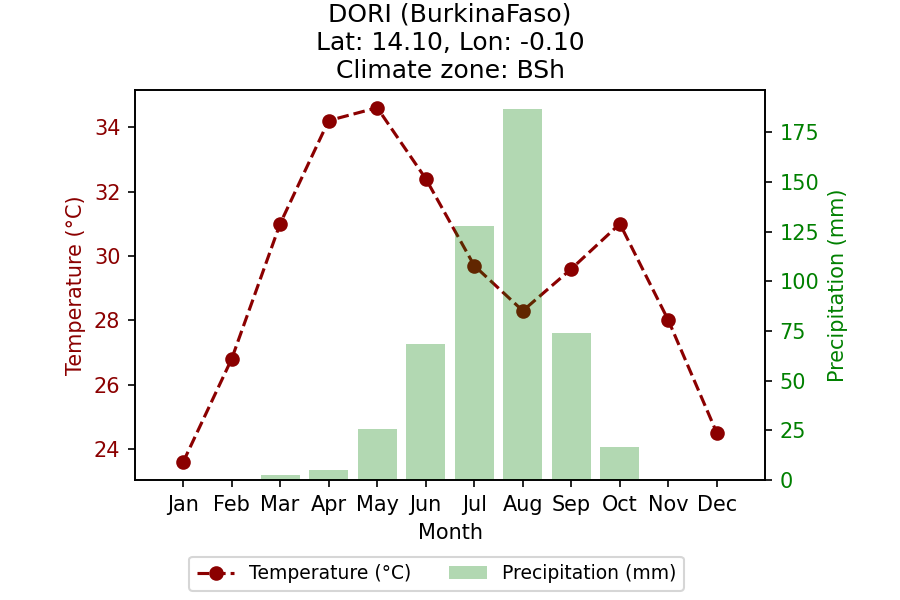 DORI (BurkinaFaso)
Lat: 14.10, Lon: -0.10
Climate zone: BSh
Temperature (°C)
34
32
30
28
26
24
175
150
125
100
75
50
25
0
Precipitation (mm)
Jan Feb Mar Apr May Jun Jul Aug Sep Oct Nov Dec
Month
Temperature (°C) Precipitation (mm)